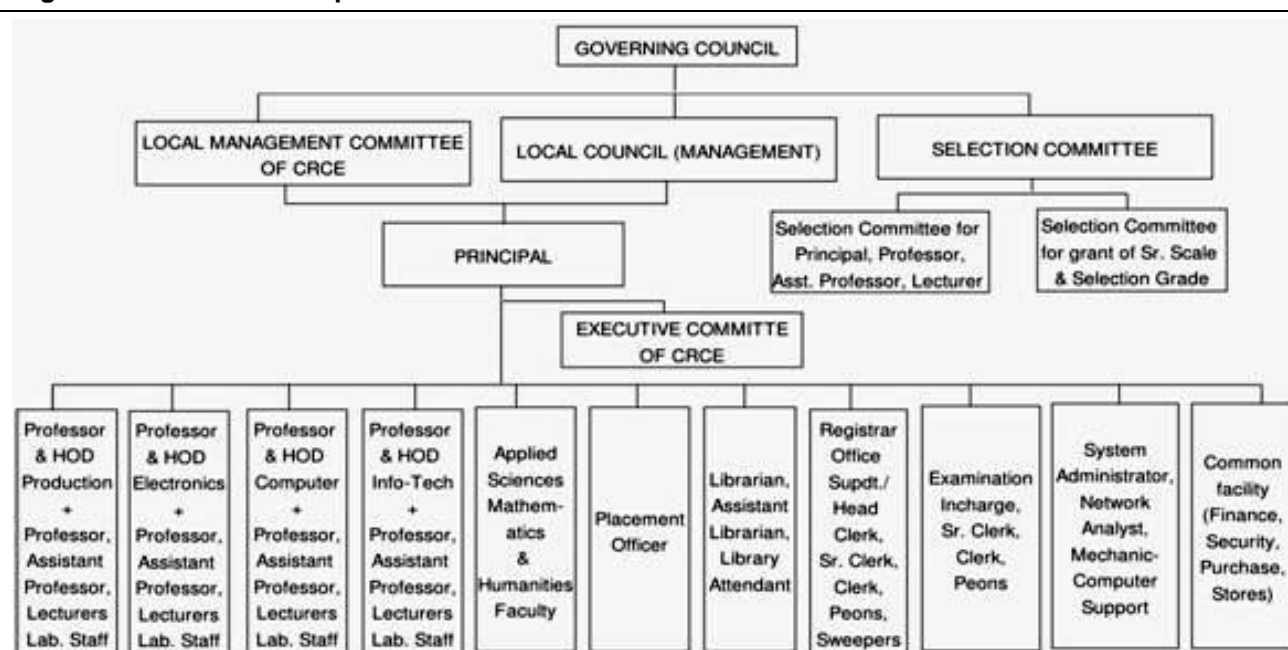 GOVERNING COUNCIL
LOCAL MANAGEMENT COMMITTEE
OF CRCE
LOCAL COUNCIL (MANAGEMENT)
SELECTION COMMITTEE
Selection Committee for
Principal, Professor,
Asst. Professor, Lecturer
Selection Committee
for grant of Sr. Scale
& Selection Grade
PRINCIPAL
EXECUTIVE COMMITTE
OF CRCE
Professor
& HOD
Production
+
Professor,
Assistant
Professor,
Lecturers
Lab. Staff
Professor
& HOD
Electronics
+
Professor,
Assistant
Professor,
Lecturers
Lab. Staff
Professor
& HOD
Computer
+
Professor,
Assistant
Professor,
Lecturers
Lab. Staff
Professor
& HOD
Info-Tech
+
Professor,
Assistant
Professor,
Lecturers
Lab. Staff
Applied
Sciences
Mathem-
atics
&
Humanities
Faculty
Placement
Officer
Librarian,
Assistant
Librarian,
Library
Attendant
Registrar
Office
Supdt./
Head
Clerk,
Sr. Clerk,
Clerk,
Peons,
Sweepers
Examination
Incharge,
Sr. Clerk,
Clerk,
Peons
System
Administrator,
Network
Analyst,
Mechanic-
Computer
Support
Common
facility
(Finance,
Security,
Purchase,
Stores)